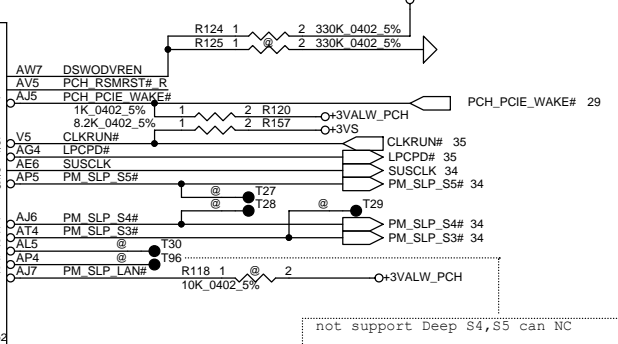 R124 1 2 330K_0402_5%
R125 1 @ 2 330K_0402_5%
AW7 DSWODVREN
AV5 PCH_RSMRST#_R
AJ5 PCH_PCIE_WAKE# PCH_PCIE_WAKE# 29
1K_0402_5% 1 2 R120 +3VALW_PCH
8.2K_0402_5% 1 2 R157 +3VS
V5 CLKRUN# CLKRUN# 35
AG4 LPCPD# LPCPD# 35
AE6 SUSCLK SUSCLK 34
AP5 PM_SLP_S5# PM_SLP_S5# 34
@ T27
@ T28 @ T29
AJ6 PM_SLP_S4# PM_SLP_S4# 34
AT4 PM_SLP_S3# PM_SLP_S3# 34
AL5 @ T30
AP4 @ T96
AJ7 PM_SLP_LAN# R118 1 @ 2 +3VALW_PCH
10K_0402_5%
not support Deep S4,S5 can NC